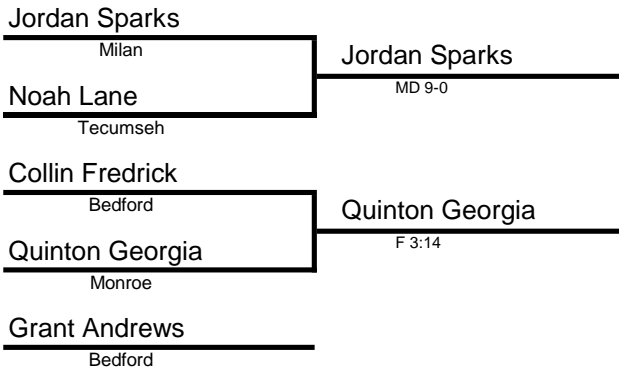 Jordan Sparks
Milan
Noah Lane
Tecumseh
Jordan Sparks
MD 9-0
Collin Fredrick
Bedford
Quinton Georgia
Monroe
Quinton Georgia
F 3:14
Grant Andrews
Bedford